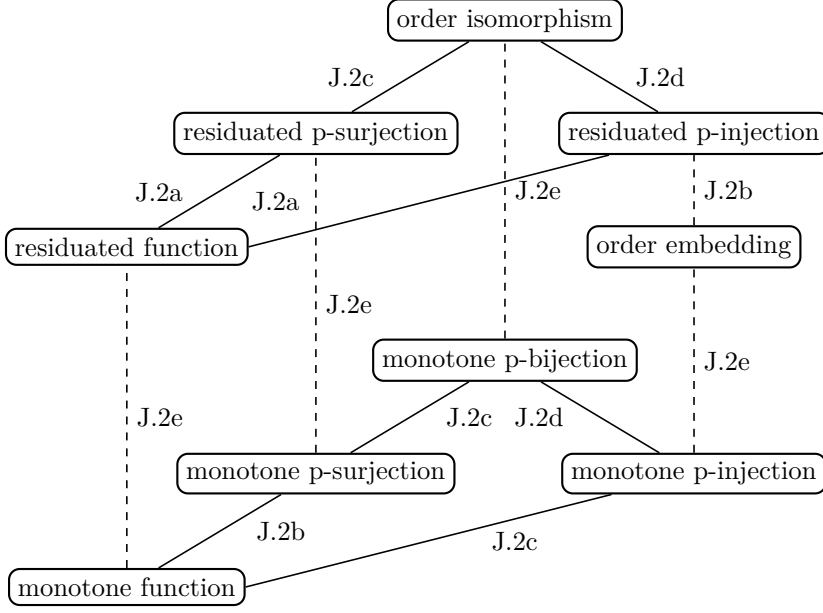 order isomorphism
J.2c
J.2d
residuated p-surjection
residuated p-injection
J.2a
J.2a
J.2e
J.2b
residuated function
order embedding
J.2e
monotone p-bijection
J.2e
J.2e
J.2c
J.2d
monotone p-surjection
monotone p-injection
J.2b
J.2c
monotone function